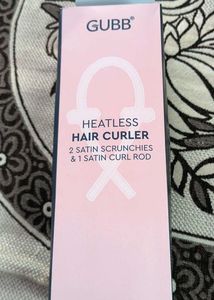 GUBB®
HEATLESS
HAIR CURLER
2 SATIN SCRUNCHIES
& 1 SATIN CURL ROD